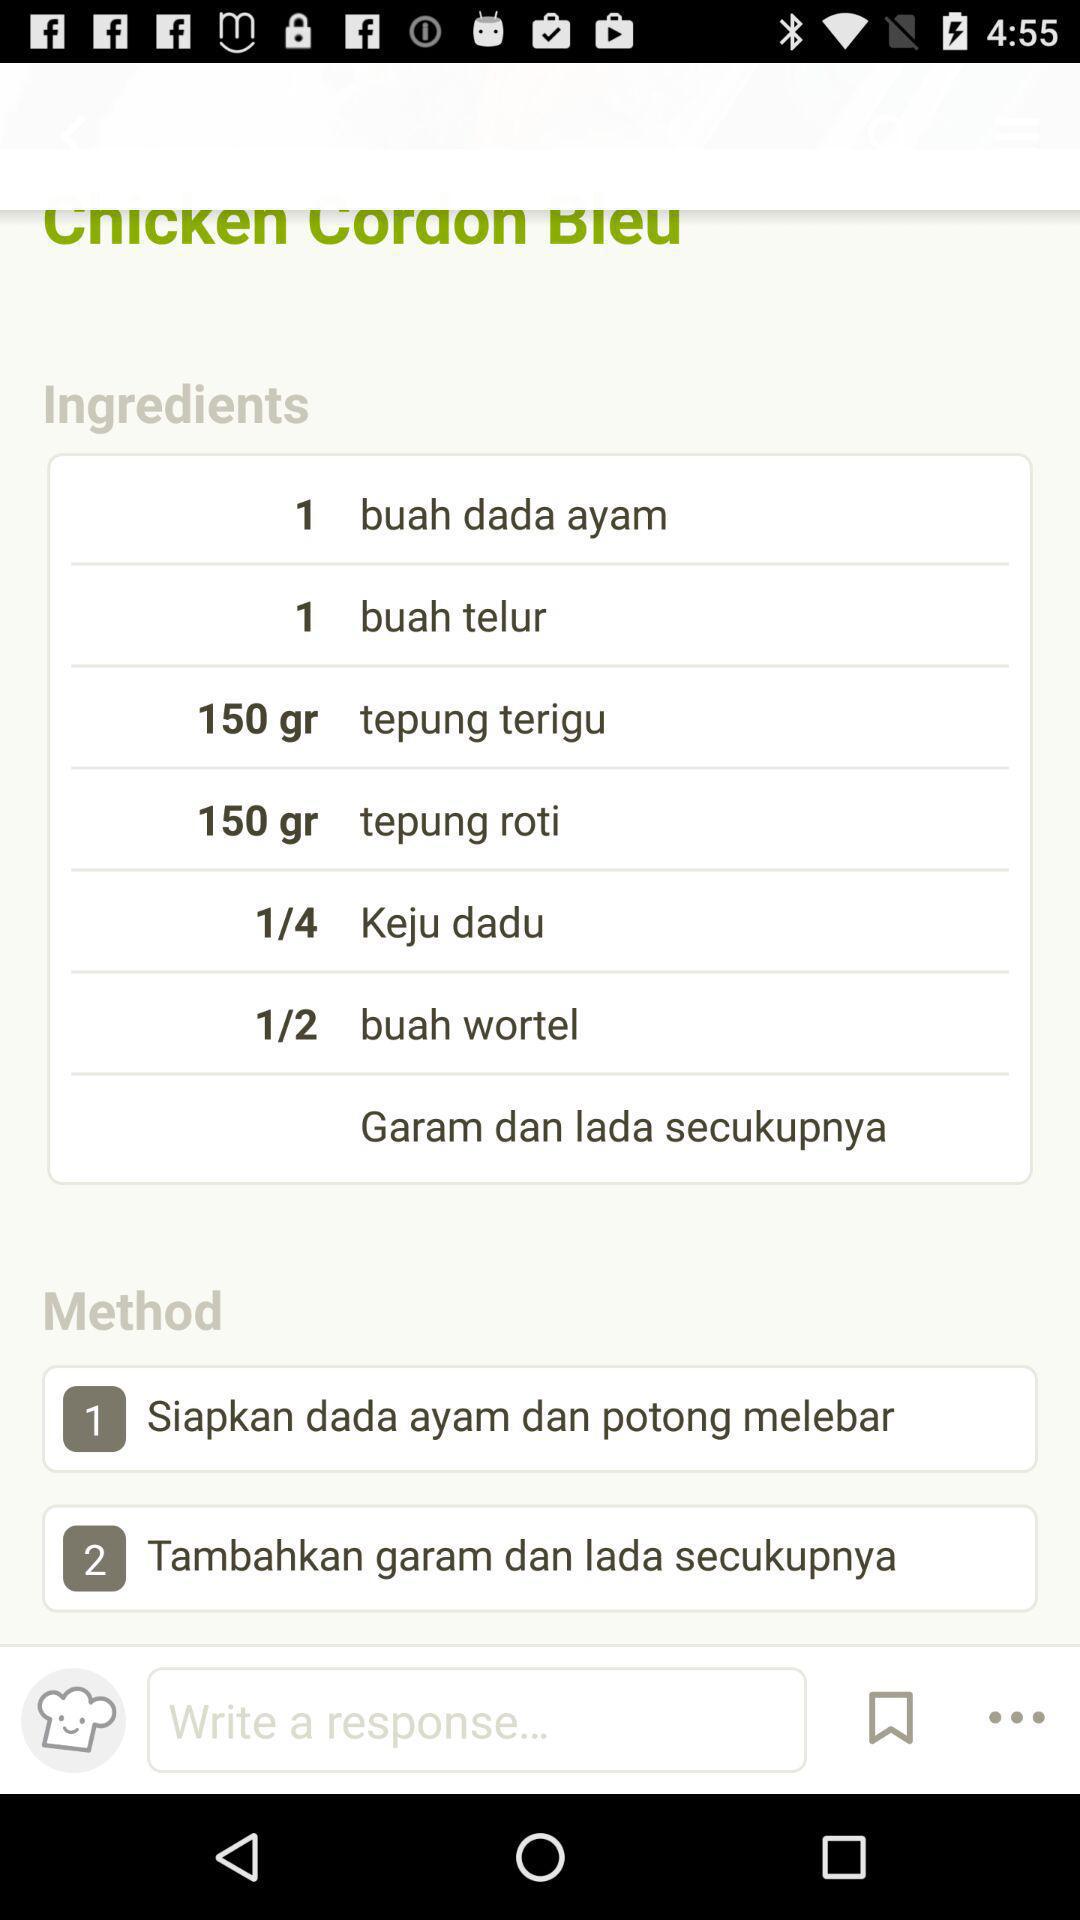 4:55
Chicken Cordon Bleu
Ingredients
1 buah dada ayam
1 buah telur
150 gr tepung terigu
150 gr tepung roti
1/4 Keju dadu
1/2 buah wortel
Garam dan lada secukupnya
Method
1 Siapkan dada ayam dan potong melebar
2 Tambahkan garam dan lada secukupnya
Write a response...